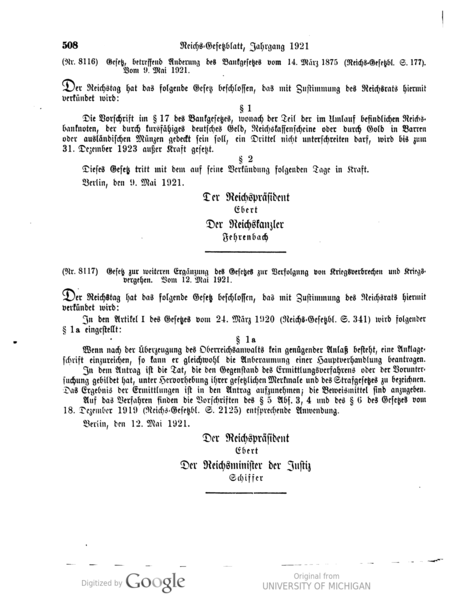 508
Reichs-Gesetzblatt, Jahrgang 1921
(Nr. 8116) Gesetz, betreffend Änderung des Bankgesetzes vom 14. März 1875 (Reichs-Gesetzbl. S. 177).
Vom 9. Mai 1921.
Der Reichstag hat das folgende Gesetz beschlossen, das mit Zustimmung des Reichsrats hiermit
verkündet wird:
§ 1
Die Vorschrift im § 17 des Bankgesetzes, wonach der Teil der im Umlauf befindlichen Reichs-
banknoten, der durch kursfähiges deutsches Geld, Reichskassenscheine oder durch Gold in Barren
oder ausländischen Münzen gedeckt sein soll, ein Drittel nicht unterschreiten darf, wird bis zum
31. Dezember 1923 außer Kraft gesetzt.
§ 2
Dieses Gesetz tritt mit dem auf seine Verkündung folgenden Tage in Kraft.
Berlin, den 9. Mai 1921.
Der Reichspräsident
Ebert
Der Reichskanzler
Fehrenbach
(Nr. 8117) Gesetz zur weiteren Ergänzung des Gesetzes zur Verfolgung von Kriegsverbrechen und Kriegs-
vergehen. Vom 12. Mai 1921.
Der Reichstag hat das folgende Gesetz beschlossen, das mit Zustimmung des Reichsrats hiermit
verkündet wird:
In den Artikel I des Gesetzes vom 24. März 1920 (Reichs-Gesetzbl. S. 341) wird folgender
§ 1a eingestellt:
§ 1a
Wenn nach der Überzeugung des Oberreichsanwalts kein genügender Anlaß besteht, eine Anklage-
schrift einzureichen, so kann er gleichwohl die Anberaumung einer Hauptverhandlung beantragen.
In dem Antrag ist die Tat, die den Gegenstand des Ermittlungsverfahrens oder der Vorunter-
suchung gebildet hat, unter Hervorhebung ihrer gesetzlichen Merkmale und des Strafgesetzes zu bezeichnen.
Das Ergebnis der Ermittlungen ist in den Antrag aufzunehmen; die Beweismittel sind anzugeben.
Auf das Verfahren finden die Vorschriften des § 5 Abs. 3, 4 und des § 6 des Gesetzes vom
18. Dezember 1919 (Reichs-Gesetzbl. S. 2125) entsprechende Anwendung.
Berlin, den 12. Mai 1921.
Der Reichspräsident
Ebert
Der Reichsminister der Justiz
Schiffer
Digitized by Google
Original from
UNIVERSITY OF MICHIGAN